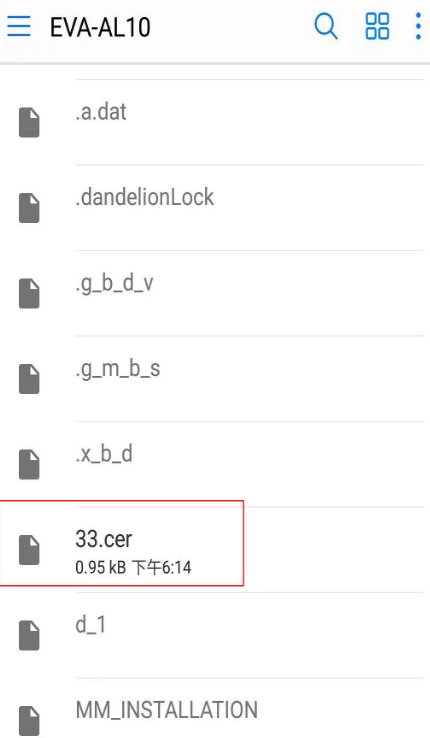 EVA-AL10
.a.dat
.dandelionLock
.g_b_d_v
.g_m_b_s
.x_b_d
33.cer
0.95 kB 下午6:14
d_1
MM_INSTALLATION